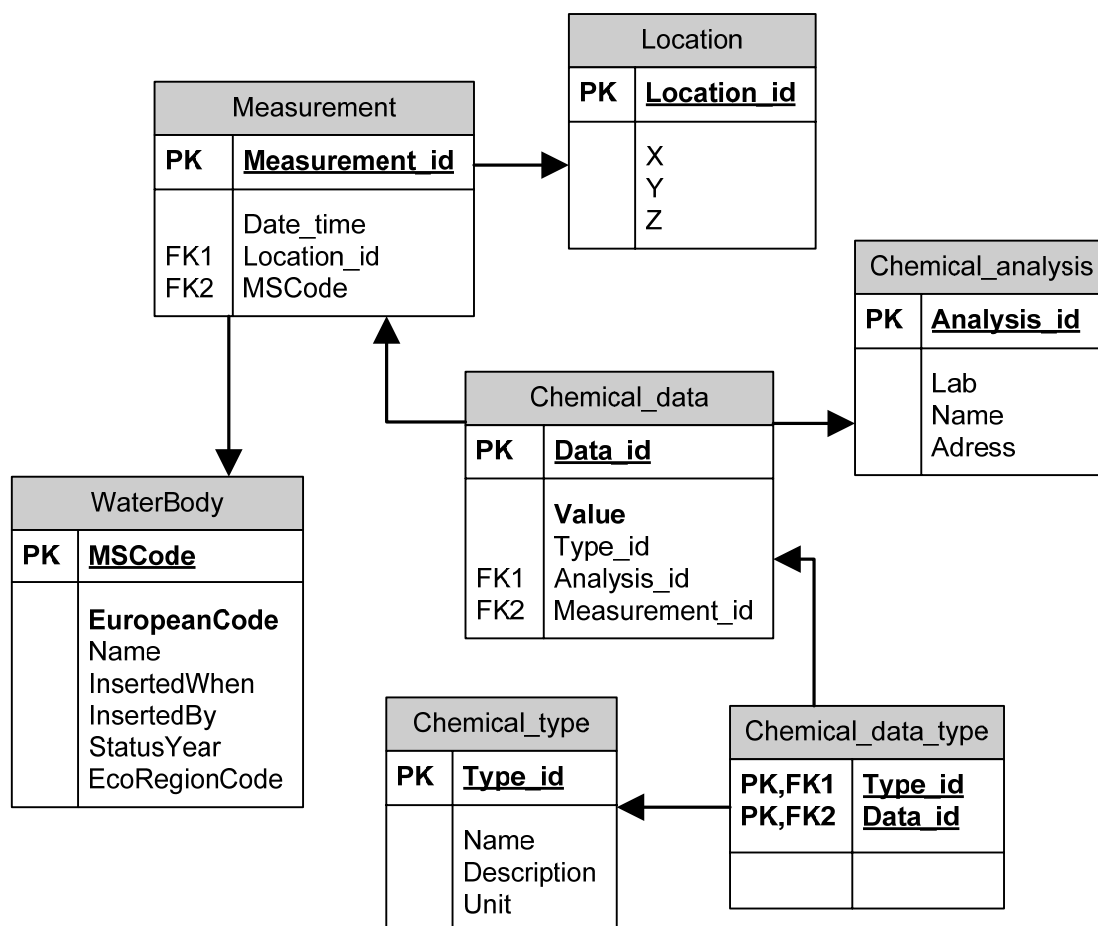 Location
PK Location_id
X
Y
Z
Measurement
PK Measurement_id
Date_time
FK1 Location_id
FK2 MSCode
Chemical_analysis
PK Analysis_id
Lab
Name
Adress
Chemical_data
PK Data_id
Value
Type_id
FK1 Analysis_id
FK2 Measurement_id
WaterBody
PK MSCode
EuropeanCode
Name
InsertedWhen
InsertedBy
StatusYear
EcoRegionCode
Chemical_type
PK Type_id
Name
Description
Unit
Chemical_data_type
PK,FK1 Type_id
PK,FK2 Data_id